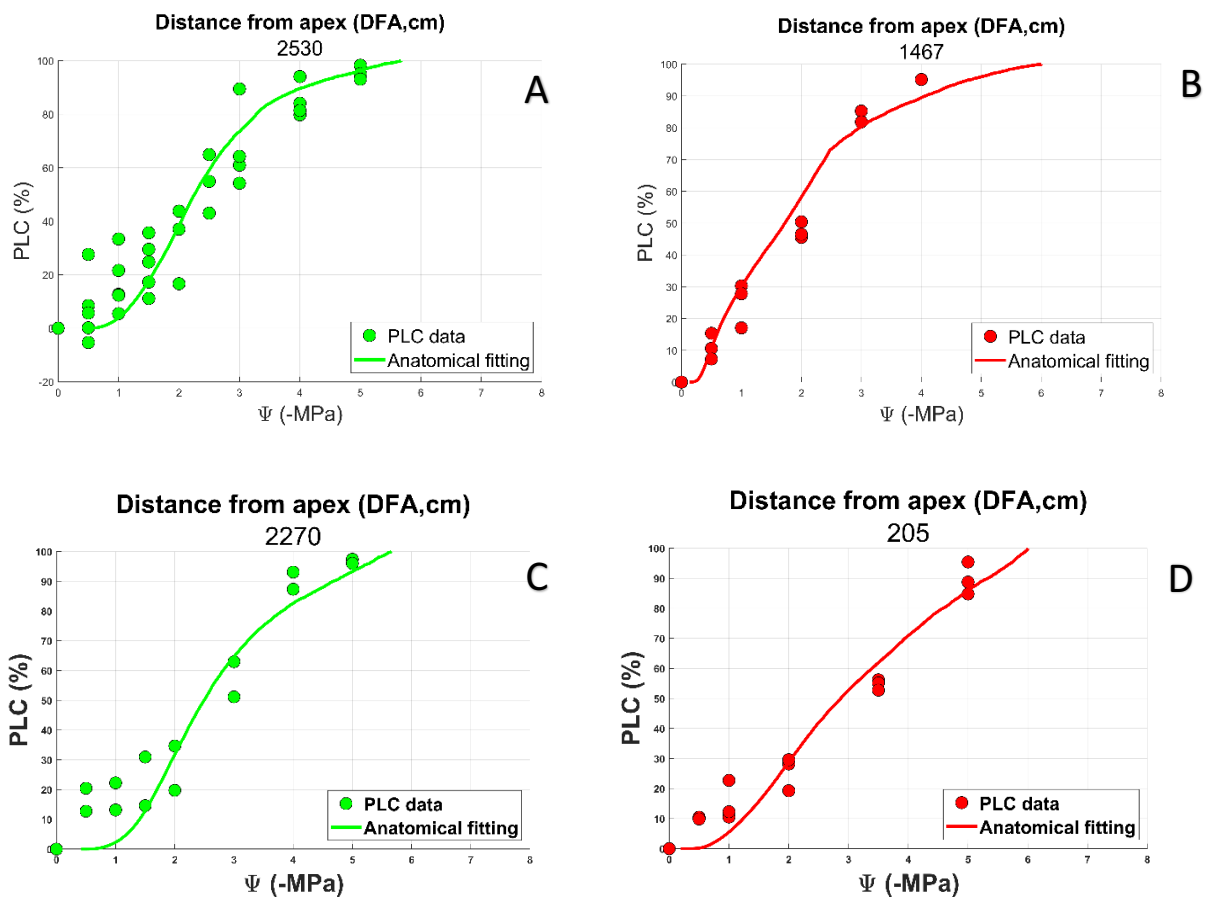 Distance from apex (DFA,cm)
2530
A
100
80
60
40
20
0
-20
PLC (%)
0 1 2 3 4 5 6 7 8
Ψ (-MPa)
PLC data
Anatomical fitting
Distance from apex (DFA,cm)
1467
B
100
90
80
70
60
50
40
30
20
10
0
PLC (%)
0 1 2 3 4 5 6 7 8
Ψ (-MPa)
PLC data
Anatomical fitting
Distance from apex (DFA,cm)
2270
C
100
90
80
70
60
50
40
30
20
10
0
PLC (%)
0 1 2 3 4 5 6 7 8
Ψ (-MPa)
PLC data
Anatomical fitting
Distance from apex (DFA,cm)
205
D
100
90
80
70
60
50
40
30
20
10
0
PLC (%)
0 1 2 3 4 5 6 7 8
Ψ (-MPa)
PLC data
Anatomical fitting